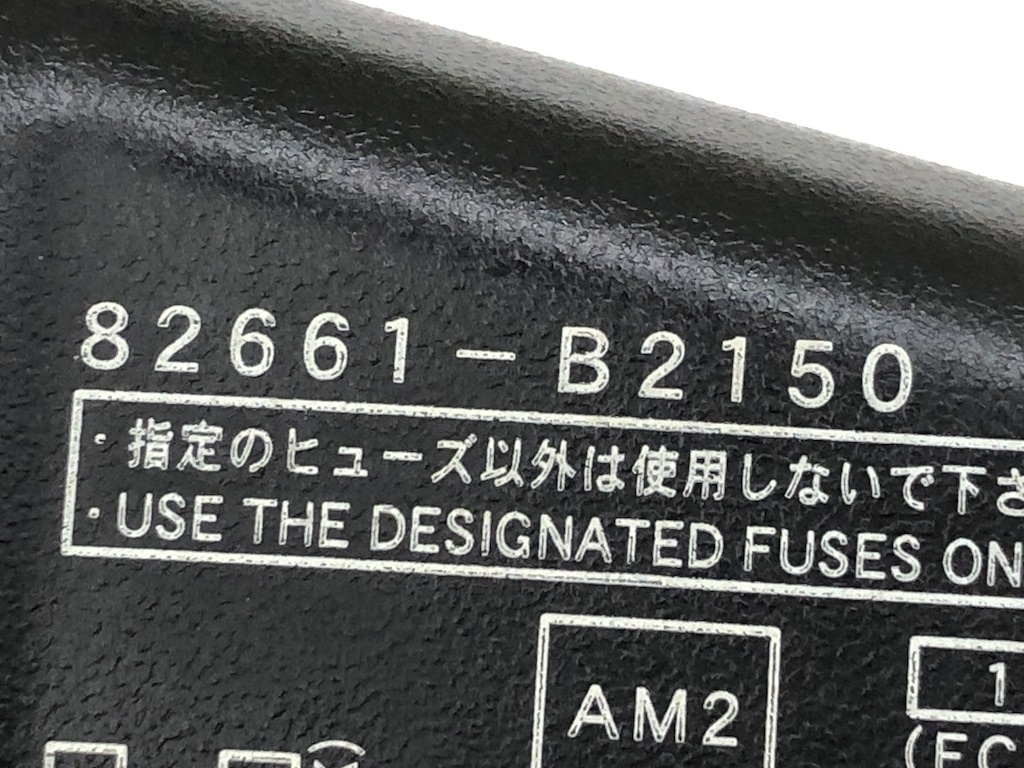 82661-B2150
・指定のヒューズ以外は使用しないで下さ
・USE THE DESIGNATED FUSES ON
AM2
1